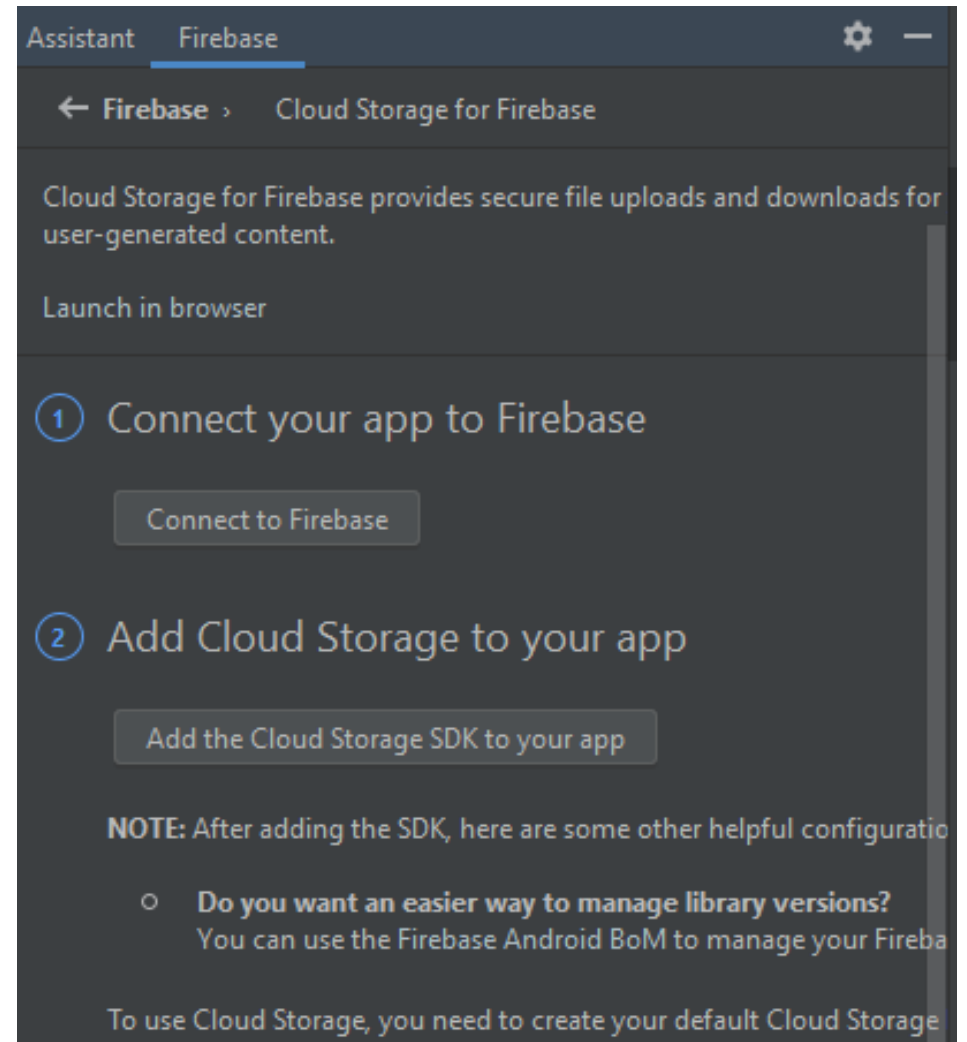 Assistant Firebase
← Firebase › Cloud Storage for Firebase
Cloud Storage for Firebase provides secure file uploads and downloads for
user-generated content.
Launch in browser
1 Connect your app to Firebase
Connect to Firebase
2 Add Cloud Storage to your app
Add the Cloud Storage SDK to your app
NOTE: After adding the SDK, here are some other helpful configuratio
Do you want an easier way to manage library versions?
You can use the Firebase Android BoM to manage your Fireba
To use Cloud Storage, you need to create your default Cloud Storage